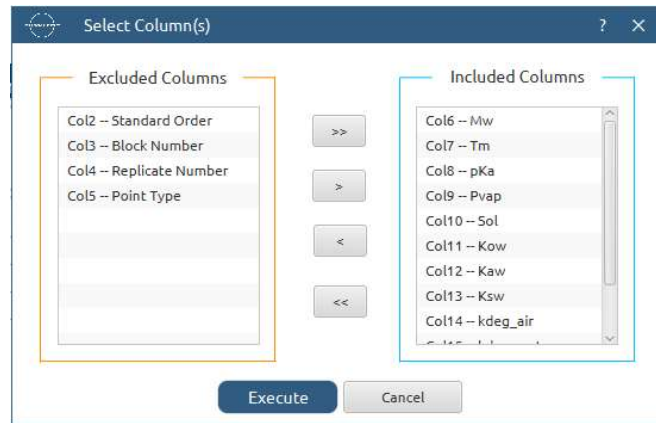 Select Column(s)
? ×
Excluded Columns
Col2 -- Standard Order
Col3 -- Block Number
Col4 -- Replicate Number
Col5 -- Point Type
>>
>
<
<<
Included Columns
Col6 -- Mw
Col7 -- Tm
Col8 -- pKa
Col9 -- Pvap
Col10 -- Sol
Col11 -- Kow
Col12 -- Kaw
Col13 -- Ksw
Col14 -- kdeg_air
Execute
Cancel